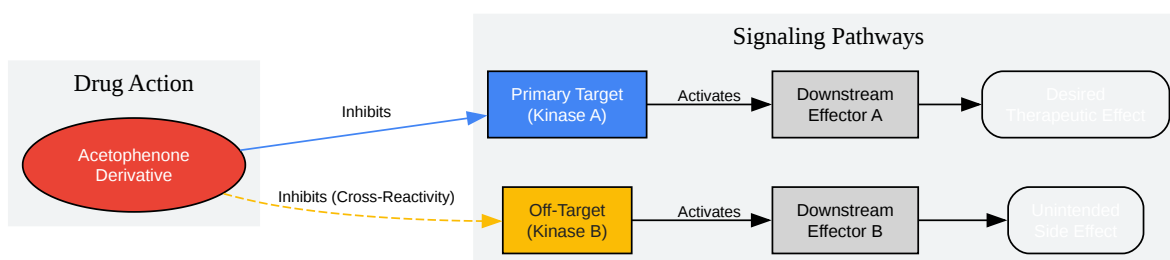 Signaling Pathways
Drug Action
Primary Target
(Kinase A)
Activates
Downstream
Effector A
Desired
Therapeutic Effect
Inhibits
Acetophenone
Derivative
Inhibits (Cross-Reactivity)
Off-Target
(Kinase B)
Activates
Downstream
Effector B
Unintended
Side Effect